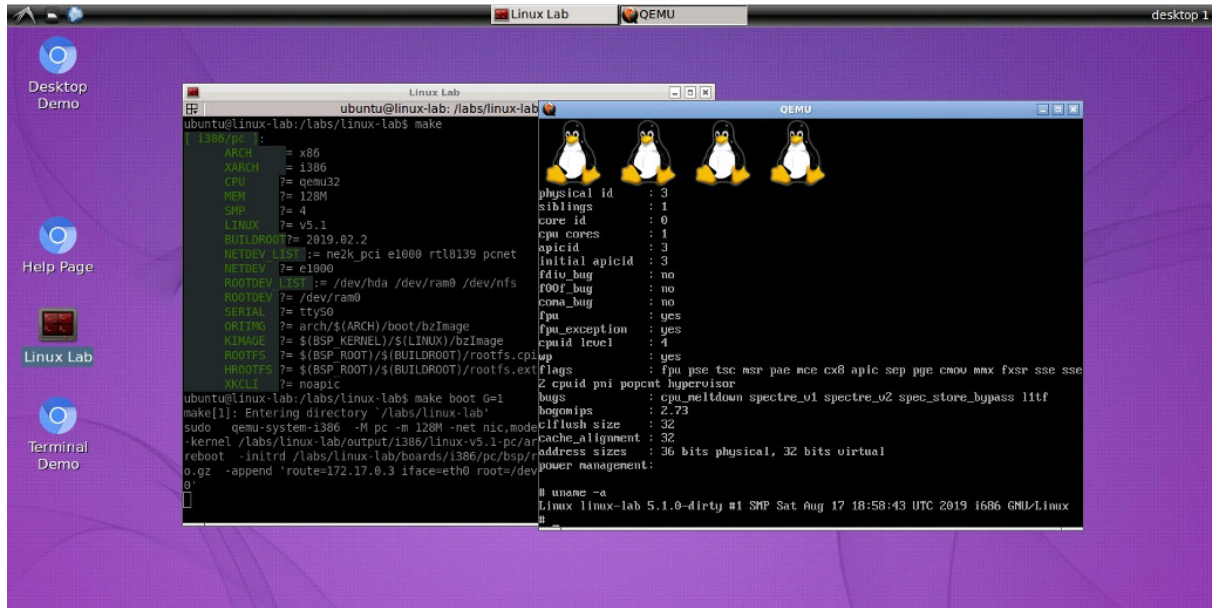 Linux Lab
QEMU
desktop 1
Desktop
Demo
Help Page
Linux Lab
Terminal
Demo
Linux Lab
ubuntu@linux-lab: /labs/linux-lab
ubuntu@linux-lab:/labs/linux-lab$ make
[ i386/pc ]:
ARCH = x86
XARCH = i386
CPU ?= qemu32
MEM ?= 128M
SMP ?= 4
LINUX ?= v5.1
BUILDROOT?= 2019.02.2
NETDEV_LIST := ne2k_pci e1000 rtl8139 pcnet
NETDEV ?= e1000
ROOTDEV_LIST := /dev/hda /dev/ram0 /dev/nfs
ROOTDEV ?= /dev/ram0
SERIAL ?= ttyS0
ORIIMG ?= arch/$(ARCH)/boot/bzImage
KIMAGE ?= $(BSP_KERNEL)/$(LINUX)/bzImage
ROOTFS ?= $(BSP_ROOT)/$(BUILDROOT)/rootfs.cpi
HROOTFS ?= $(BSP_ROOT)/$(BUILDROOT)/rootfs.ext
XKCLI ?= noapic
ubuntu@linux-lab:/labs/linux-lab$ make boot G=1
make[1]: Entering directory `/labs/linux-lab'
sudo qemu-system-i386 -M pc -m 128M -net nic,mode
-kernel /labs/linux-lab/output/i386/linux-v5.1-pc/ar
reboot -initrd /labs/linux-lab/boards/i386/pc/bsp/r
o.gz -append 'route=172.17.0.3 iface=eth0 root=/dev
0'
QEMU
physical id : 3
siblings : 1
core id : 0
cpu cores : 1
apicid : 3
initial apicid : 3
fdiv_bug : no
f00f_bug : no
coma_bug : no
fpu : yes
fpu_exception : yes
cpuid level : 4
wp : yes
flags : fpu pse tsc msr pae mce cx8 apic sep pge cmov mmx fxsr sse sse
2 cpuid pni popcnt hypervisor
bugs : cpu_meltdown spectre_v1 spectre_v2 spec_store_bypass l1tf
bogomips : 2.73
clflush size : 32
cache_alignment : 32
address sizes : 36 bits physical, 32 bits virtual
power management:
# uname -a
Linux linux-lab 5.1.0-dirty #1 SMP Sat Aug 17 18:58:43 UTC 2019 i686 GNU/Linux
# _